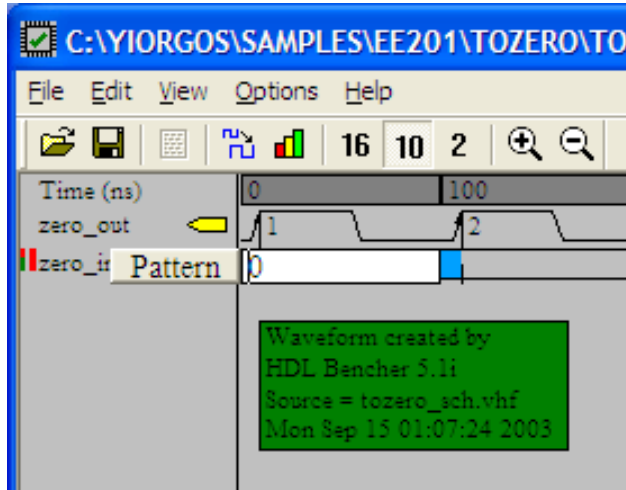 C:\YIORGOS\SAMPLES\EE201\TOZERO\TO
File Edit View Options Help
16 10 2
Time (ns) 0 100
zero_out 1 2
Pattern 0
Waveform created by
HDL Bencher 5.1i
Source = tozero_sch.vhf
Mon Sep 15 01:07:24 2003